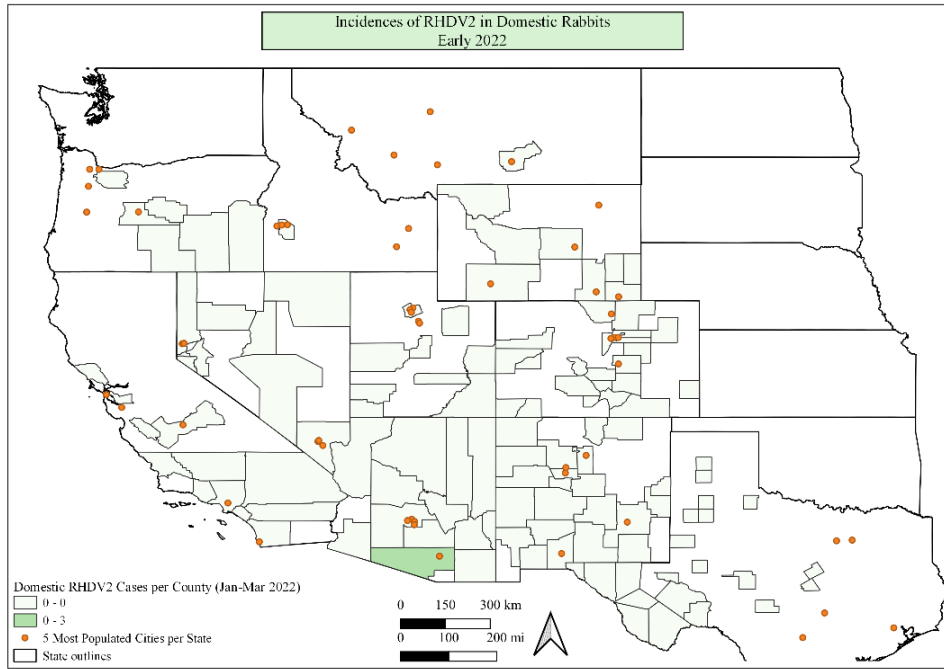 Incidences of RHDV2 in Domestic Rabbits
Early 2022
Domestic RHDV2 Cases per County (Jan-Mar 2022)
0 - 0
0 - 3
5 Most Populated Cities per State
State outlines
0 150 300 km
0 100 200 mi